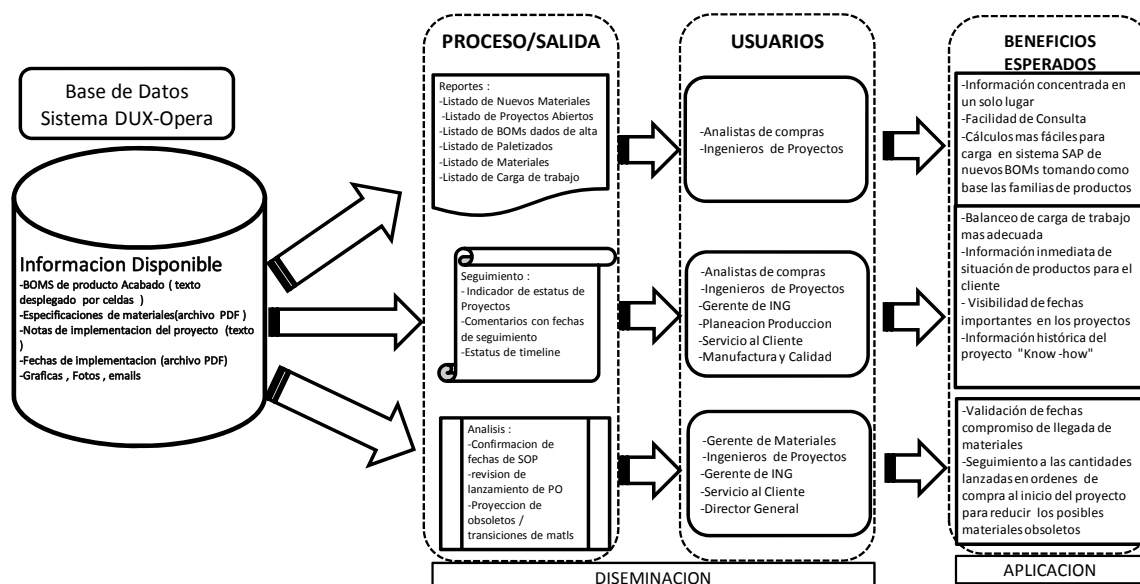 Base de Datos
Sistema DUX-Opera
Informacion Disponible
-BOMS de producto Acabado ( texto
desplegado por celdas )
-Especificaciones de materiales(archivo PDF )
-Notas de implementacion del proyecto (texto
)
-Fechas de implementacion (archivo PDF)
-Graficas , Fotos , emails
PROCESO/SALIDA
Reportes :
-Listado de Nuevos Materiales
-Listado de Proyectos Abiertos
-Listado de BOMs dados de alta
-Listado de Paletizados
-Listado de Materiales
-Listado de Carga de trabajo
Seguimiento :
- Indicador de estatus de
Proyectos
-Comentarios con fechas
de seguimiento
-Estatus de timeline
Analisis :
-Confirmacion de
fechas de SOP
-revision de
lanzamiento de PO
-Proyeccion de
obsoletos /
transiciones de matls
USUARIOS
-Analistas de compras
-Ingenieros de Proyectos
-Analistas de compras
-Ingenieros de Proyectos
-Gerente de ING
-Planeacion Produccion
-Servicio al Cliente
-Manufactura y Calidad
-Gerente de Materiales
-Ingenieros de Proyectos
-Gerente de ING
-Servicio al Cliente
-Director General
DISEMINACION
BENEFICIOS
ESPERADOS
-Información concentrada en
un solo lugar
-Facilidad de Consulta
-Cálculos mas fáciles para
carga en sistema SAP de
nuevos BOMs tomando como
base las familias de productos
-Balanceo de carga de trabajo
mas adecuada
-Información inmediata de
situación de productos para el
cliente
- Visibilidad de fechas
importantes en los proyectos
-Información histórica del
proyecto "Know -how"
-Validación de fechas
compromiso de llegada de
materiales
-Seguimiento a las cantidades
lanzadas en ordenes de
compra al inicio del proyecto
para reducir los posibles
materiales obsoletos
APLICACION